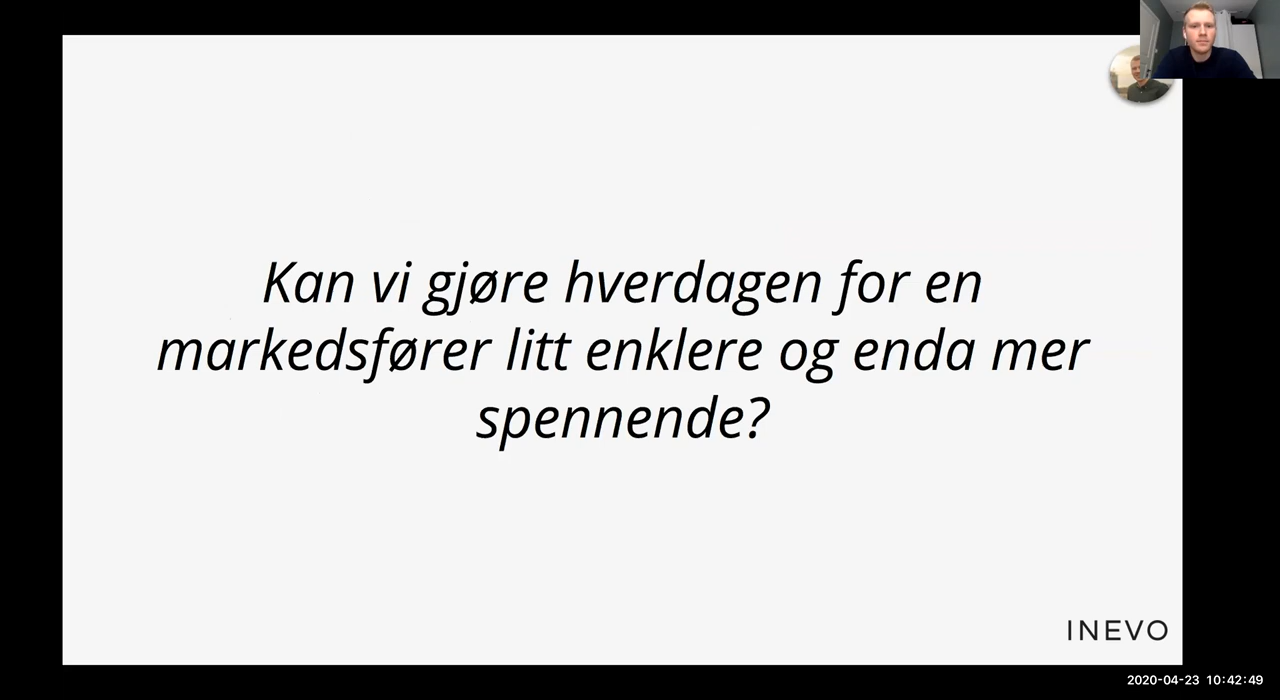 Kan vi gjøre hverdagen for en
markedsfører litt enklere og enda mer
spennende?
INEVO
2020-04-23 10:42:49